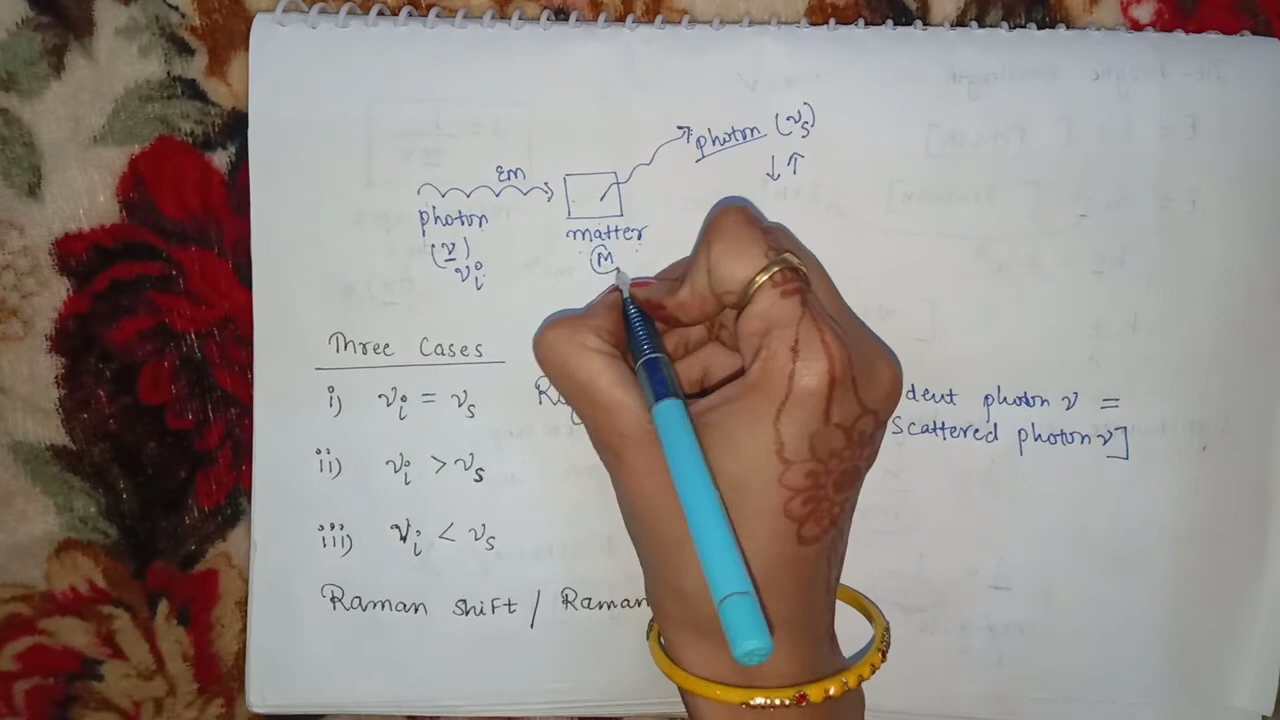 photon (νs)
↓↑
εm
photon
(ν)
νi
matter
M
Three Cases
i) νi = νs dent photon ν =
scattered photon ν]
ii) νi > νs
iii) νi < νs
Raman shift / Raman